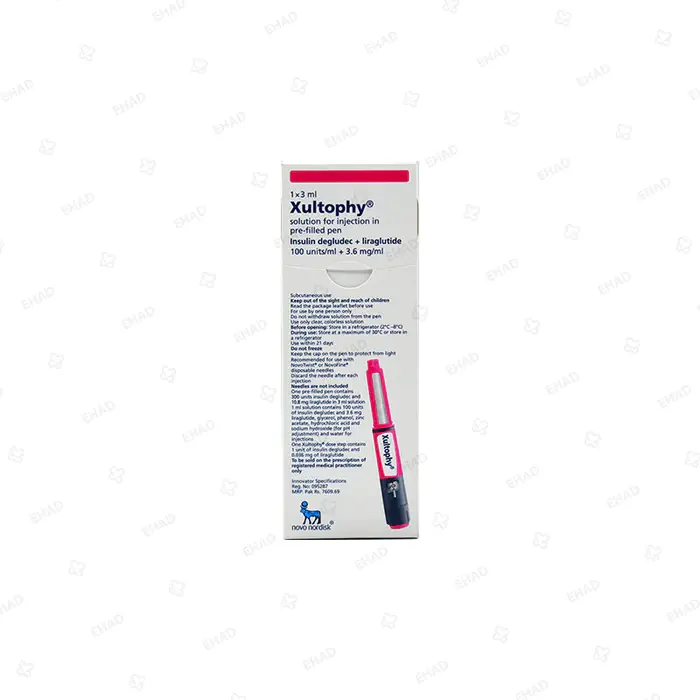 1 × 3 ml
Xultophy®
solution for injection in
pre-filled pen
Insulin degludec + liraglutide
100 units/ml + 3.6 mg/ml
Subcutaneous use
Keep out of the sight and reach of children
Read the package leaflet before use
For use by one person only
Do not withdraw solution from the pen
Use only clear, colorless solution
Before opening: Store in a refrigerator (2°C -8°C)
During use: Store at a maximum of 30°C or store in
a refrigerator
Use within 21 days
Do not freeze
Keep the cap on the pen to protect from light
Recommended for use with
NovoTwist® or NovoFine®
disposable needles
Discard the needle after each
injection
Needles are not included
One pre filled pen contains
300 units insulin degludec and
10.8 mg liraglutide in 3 ml solution
1 ml solution contains 100 units
of insulin degludec and 3.6 mg
liraglutide, glycerol, phenol, zinc
acetate, hydrochloric acid and
sodium hydroxide (for pH
adjustment) and water for
injections
One Xultophy® dose step contains
1 unit of insulin degludec and
0.036 mg of liraglutide
To be sold on the prescription of
registered medical practitioner
only
Innovator Specifications
Reg. No: 095287
MRP. Pak Rs. 7609.69
novo nordisk®
Xultophy®
EHAD